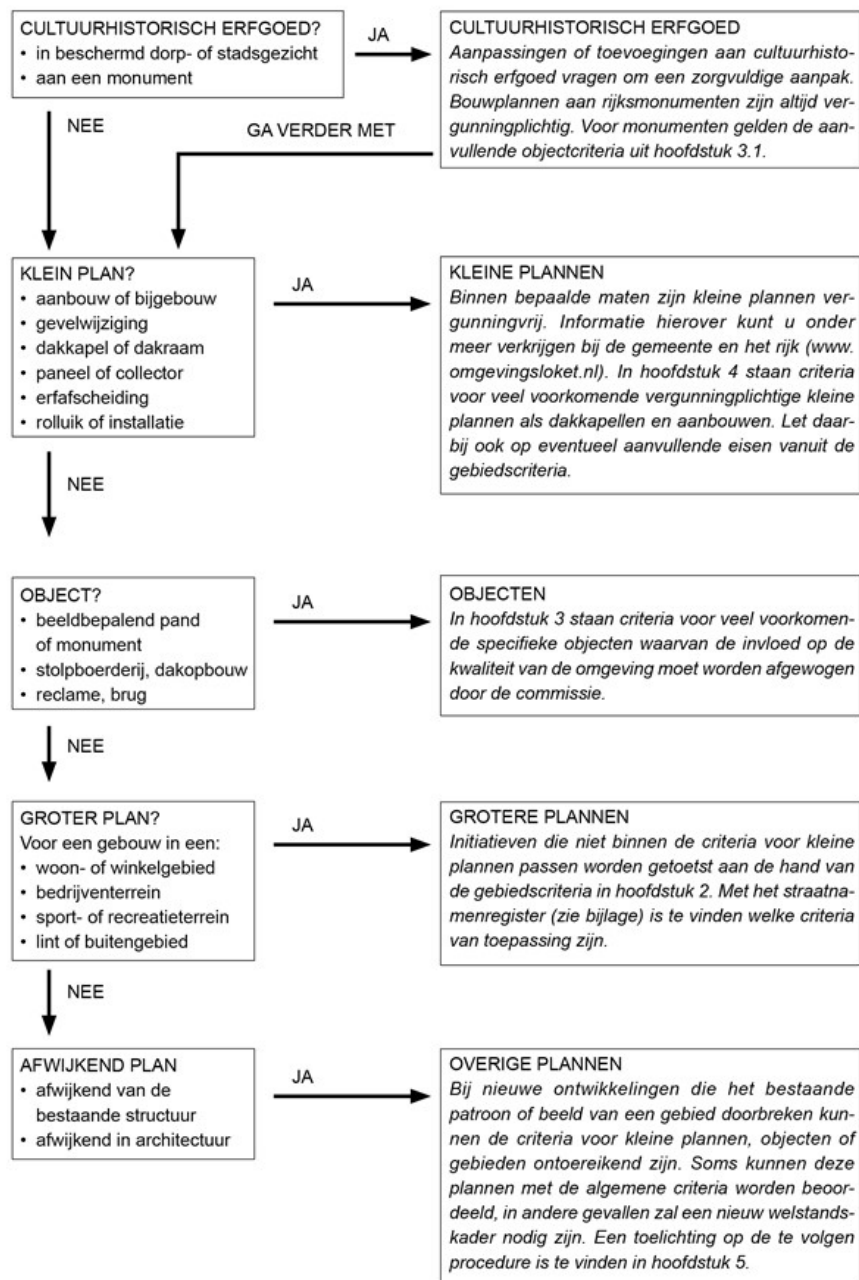 CULTUURHISTORISCH ERFGOED?
• in beschermd dorp- of stadsgezicht
• aan een monument
JA
CULTUURHISTORISCH ERFGOED
Aanpassingen of toevoegingen aan cultuurhisto-
risch erfgoed vragen om een zorgvuldige aanpak.
Bouwplannen aan rijksmonumenten zijn altijd ver-
gunningplichtig. Voor monumenten gelden de aan-
vullende objectcriteria uit hoofdstuk 3.1.
NEE
GA VERDER MET
KLEIN PLAN?
• aanbouw of bijgebouw
• gevelwijziging
• dakkapel of dakraam
• paneel of collector
• erfafscheiding
• rolluik of installatie
JA
KLEINE PLANNEN
Binnen bepaalde maten zijn kleine plannen ver-
gunningvrij. Informatie hierover kunt u onder
meer verkrijgen bij de gemeente en het rijk (www.
omgevingsloket.nl). In hoofdstuk 4 staan criteria
voor veel voorkomende vergunningplichtige kleine
plannen als dakkapellen en aanbouwen. Let daar-
bij ook op eventueel aanvullende eisen vanuit de
gebiedscriteria.
NEE
OBJECT?
• beeldbepalend pand
of monument
• stolpboerderij, dakopbouw
• reclame, brug
JA
OBJECTEN
In hoofdstuk 3 staan criteria voor veel voorkomen-
de specifieke objecten waarvan de invloed op de
kwaliteit van de omgeving moet worden afgewogen
door de commissie.
NEE
GROTER PLAN?
Voor een gebouw in een:
• woon- of winkelgebied
• bedrijventerrein
• sport- of recreatieterrein
• lint of buitengebied
JA
GROTERE PLANNEN
Initiatieven die niet binnen de criteria voor kleine
plannen passen worden getoetst aan de hand van
de gebiedscriteria in hoofdstuk 2. Met het straatna-
menregister (zie bijlage) is te vinden welke criteria
van toepassing zijn.
NEE
AFWIJKEND PLAN
• afwijkend van de
bestaande structuur
• afwijkend in architectuur
JA
OVERIGE PLANNEN
Bij nieuwe ontwikkelingen die het bestaande
patroon of beeld van een gebied doorbreken kun-
nen de criteria voor kleine plannen, objecten of
gebieden ontoereikend zijn. Soms kunnen deze
plannen met de algemene criteria worden beoor-
deeld, in andere gevallen zal een nieuw welstands-
kader nodig zijn. Een toelichting op de te volgen
procedure is te vinden in hoofdstuk 5.